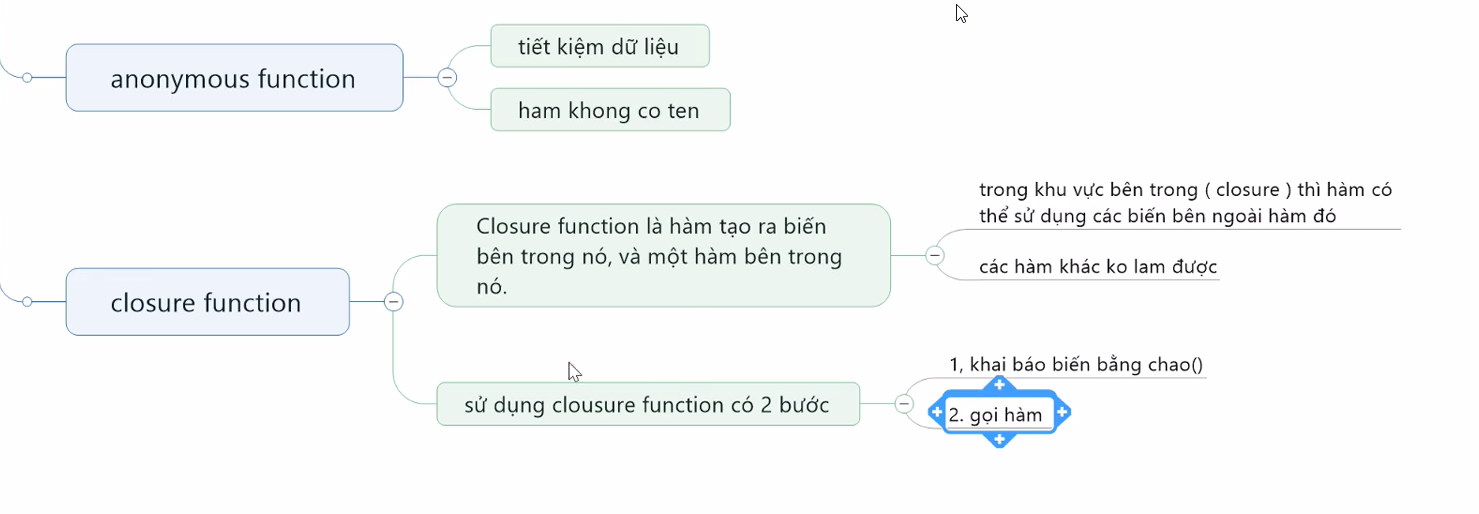 anonymous function
tiết kiệm dữ liệu
ham khong co ten
closure function
Closure function là hàm tạo ra biến
bên trong nó, và một hàm bên trong
nó.
trong khu vực bên trong ( closure ) thì hàm có
thể sử dụng các biến bên ngoài hàm đó
các hàm khác ko lam được
sử dụng clousure function có 2 bước
1, khai báo biến bằng chao()
2. gọi hàm